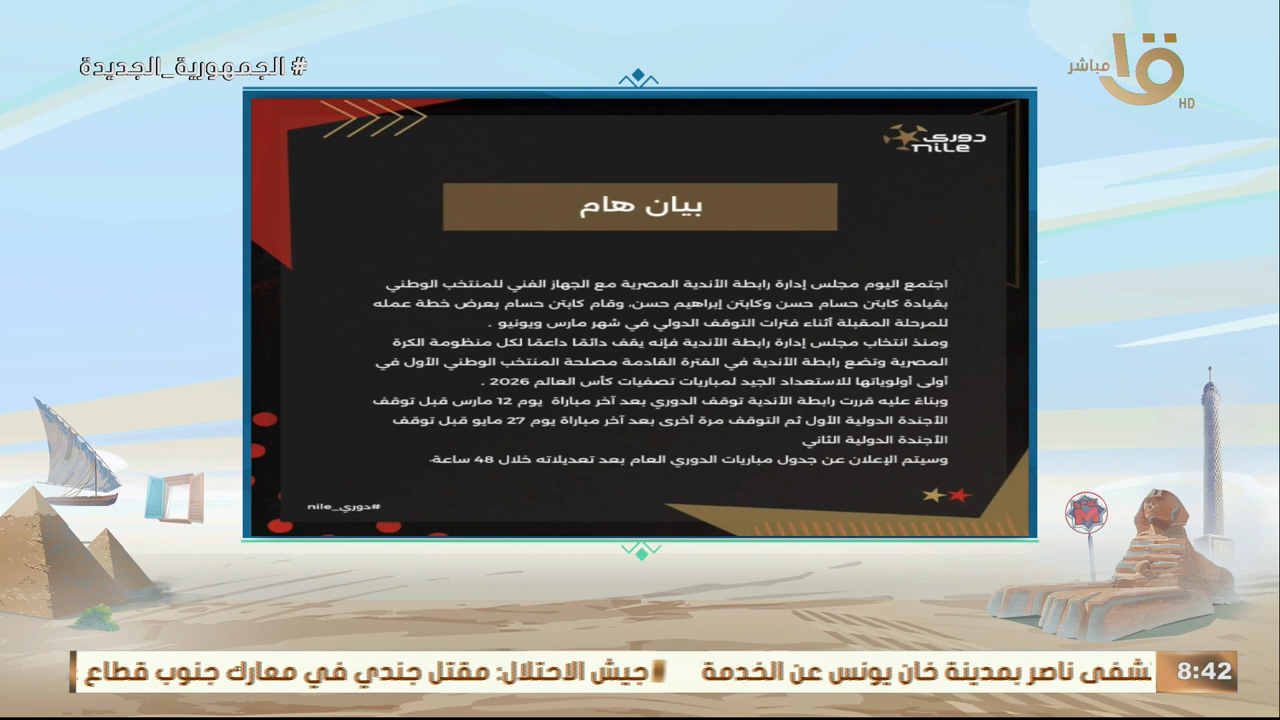 #الجمهورية_الجديدة
مباشر
HD
دوري
nile
بيان هام
اجتمع اليوم مجلس إدارة رابطة الأندية المصرية مع الجهاز الفني للمنتخب الوطني
بقيادة كابتن حسام حسن وكابتن إبراهيم حسن، وقام كابتن حسام بعرض خطة عمله
للمرحلة المقبلة أثناء فترات التوقف الدولي في شهر مارس ويونيو .
ومنذ انتخاب مجلس إدارة رابطة الأندية فإنه يقف دائمًا داعمًا لكل منظومة الكرة
المصرية وتضع رابطة الأندية في الفترة القادمة مصلحة المنتخب الوطني الأول في
أولى أولوياتها للاستعداد الجيد لمباريات تصفيات كأس العالم 2026 .
وبناءً عليه قررت رابطة الأندية توقف الدوري بعد آخر مباراة يوم 12 مارس قبل توقف
الأجندة الدولية الأول ثم التوقف مرة أخرى بعد آخر مباراة يوم 27 مايو قبل توقف
الأجندة الدولية الثاني
وسيتم الإعلان عن جدول مباريات الدوري العام بعد تعديلاته خلال 48 ساعة.
#دوري_nile
M
8:42
ناصر بمدينة خان يونس عن الخدمة
جيش الاحتلال: مقتل جندي في معارك جنوب قطاع